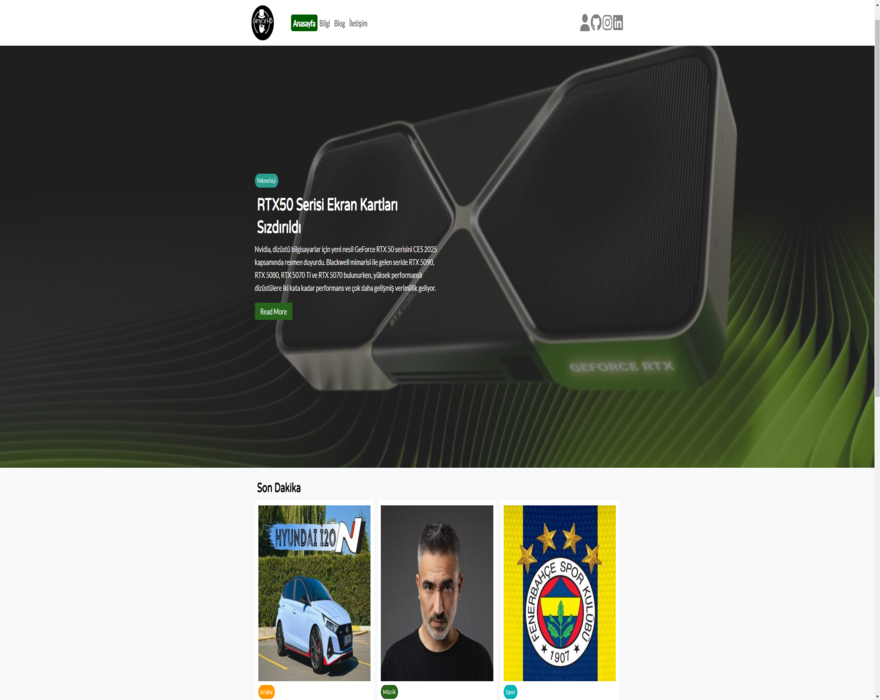 Anasayfa Bilgi Blog İletişim
Teknoloji
RTX50 Serisi Ekran Kartları
Sızdırıldı
Nvidia, dizüstü bilgisayarlar için yeni nesil GeForce RTX 50 serisini CES 2025
kapsamında resmen duyurdu. Blackwell mimarisi ile gelen seride RTX 5090,
RTX 5080, RTX 5070 Ti ve RTX 5070 bulunurken, yüksek performanslı
dizüstülere iki kata kadar performans ve çok daha gelişmiş verimlilik geliyor.
Read More
GEFORCE RTX
Son Dakika
HYUNDAI I20 N
FENERBAHÇE SPOR KULÜBÜ
1907
Araba
Müzik
Spor